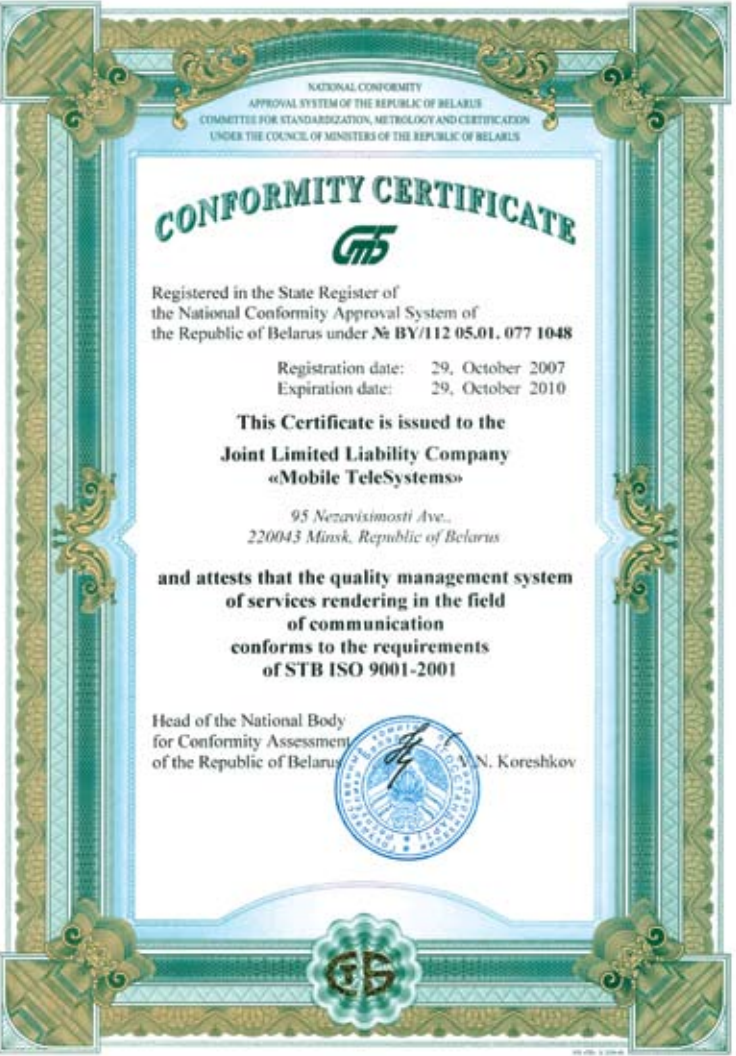 NATIONAL CONFORMITY
APPROVAL SYSTEM OF THE REPUBLIC OF BELARUS
COMMITTEE FOR STANDARDIZATION, METROLOGY AND CERTIFICATION
UNDER THE COUNCIL OF MINISTERS OF THE REPUBLIC OF BELARUS
CONFORMITY CERTIFICATE
Registered in the State Register of
the National Conformity Approval System of
the Republic of Belarus under № BY/112 05.01. 077 1048
Registration date: 29, October 2007
Expiration date: 29, October 2010
This Certificate is issued to the
Joint Limited Liability Company
«Mobile TeleSystems»
95 Nezavisimosti Ave.,
220043 Minsk, Republic of Belarus
and attests that the quality management system
of services rendering in the field
of communication
conforms to the requirements
of STB ISO 9001-2001
Head of the National Body
for Conformity Assessment
of the Republic of Belarus V.N. Koreshkov